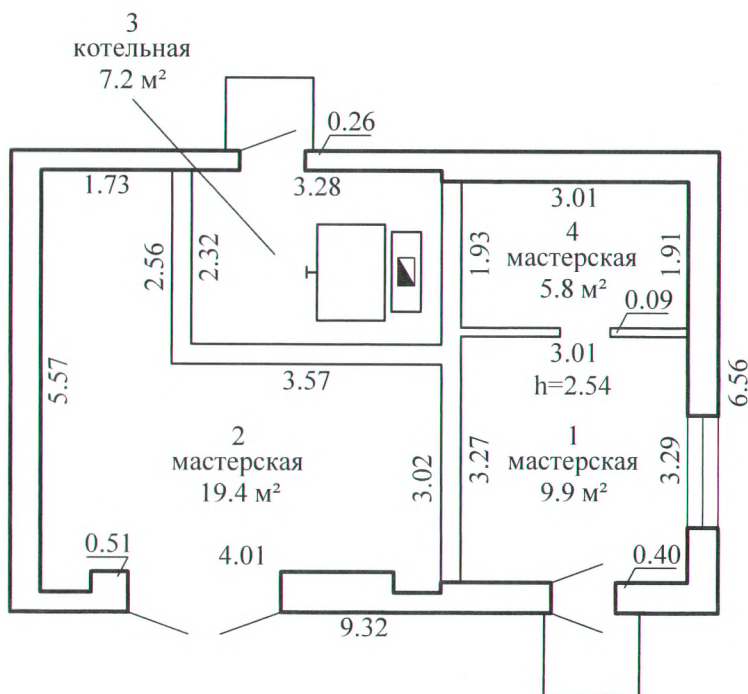 3
котельная
7.2 м²
0.26
1.73
3.28
3.01
2.56
2.32
1.93
4
мастерская
5.8 м²
1.91
0.09
3.01
h=2.54
5.57
3.57
6.56
2
мастерская
19.4 м²
3.02
3.27
1
мастерская
9.9 м²
3.29
0.51
4.01
0.40
9.32